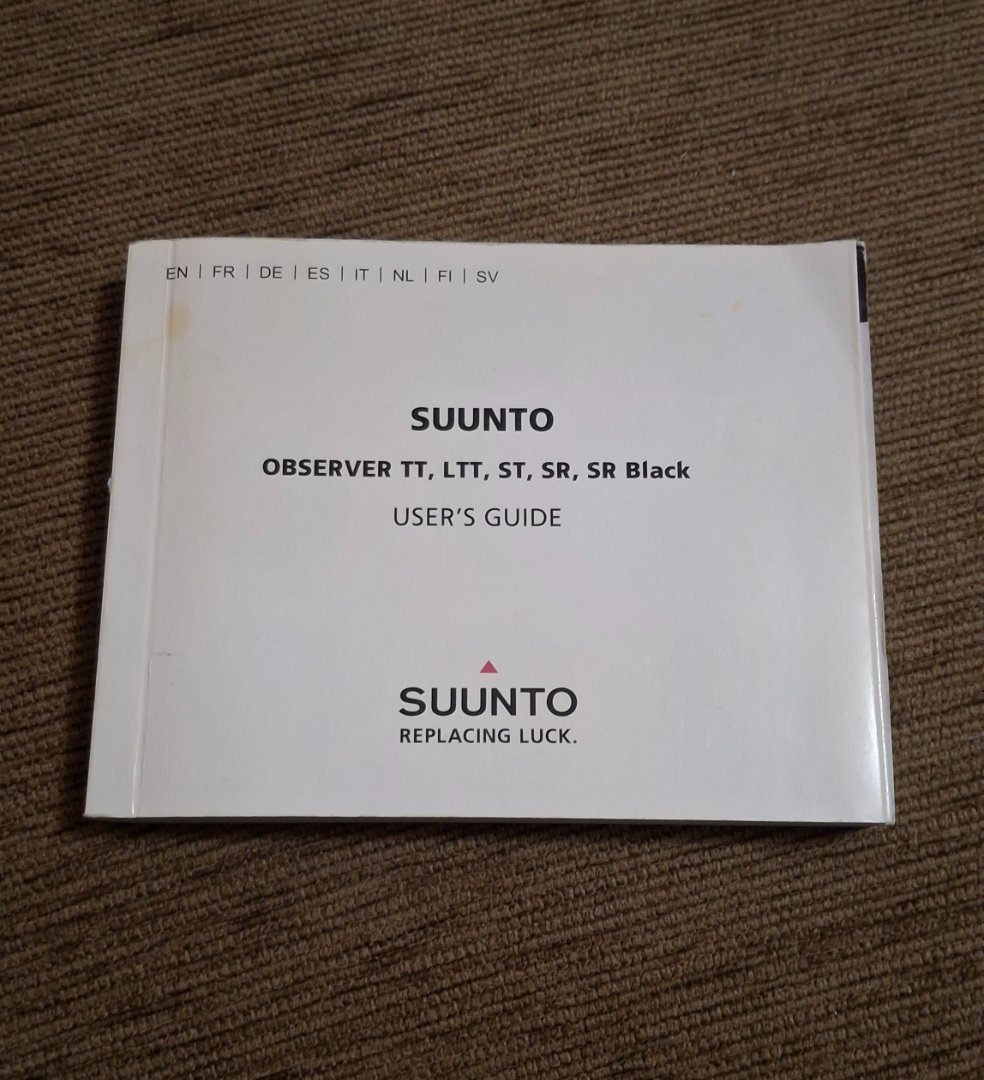 EN | FR | DE | ES | IT | NL | FI | SV
SUUNTO
OBSERVER TT, LTT, ST, SR, SR Black
USER'S GUIDE
SUUNTO
REPLACING LUCK.